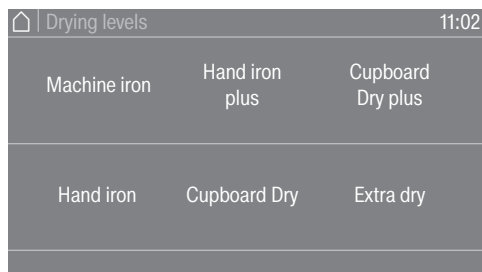 Drying levels 11:02
Machine iron
Hand iron
plus
Cupboard
Dry plus
Hand iron
Cupboard Dry
Extra dry